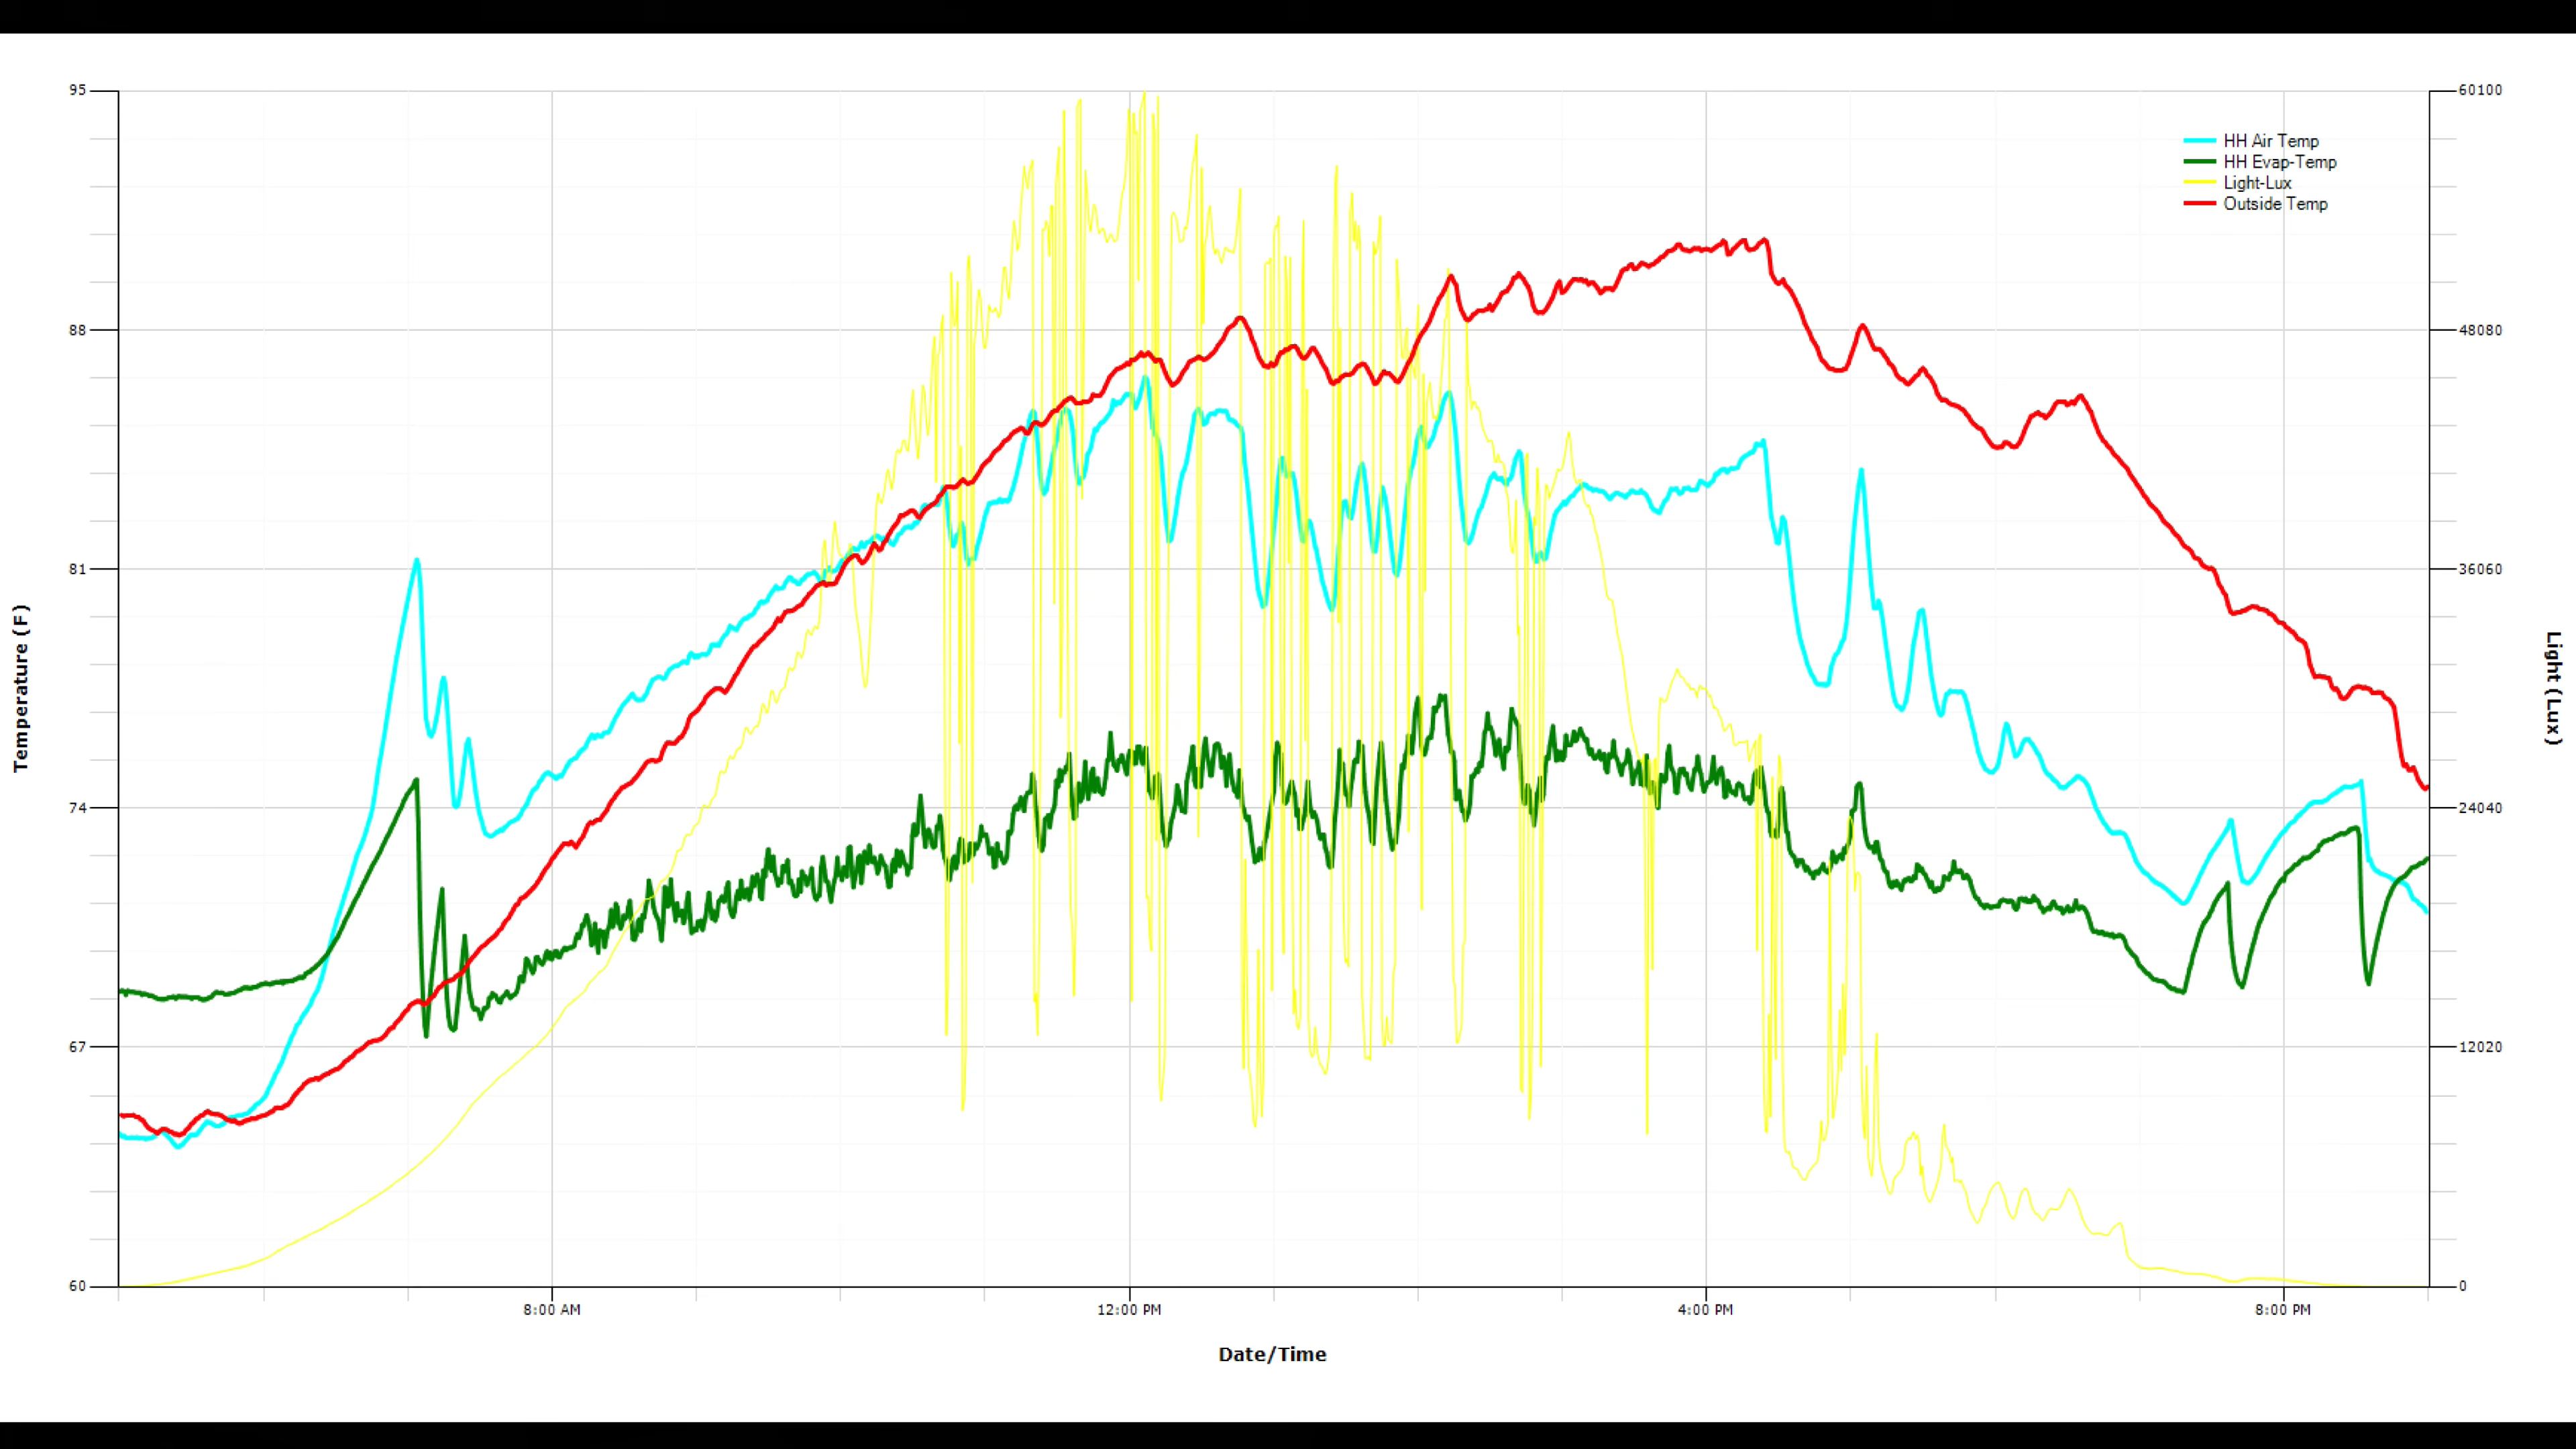 95
88
81
74
67
60
Temperature (F)
8:00 AM
12:00 PM
4:00 PM
8:00 PM
Date/Time
HH Air Temp
HH Evap-Temp
Light-Lux
Outside Temp
60100
48080
36060
24040
12020
0
Light (Lux)